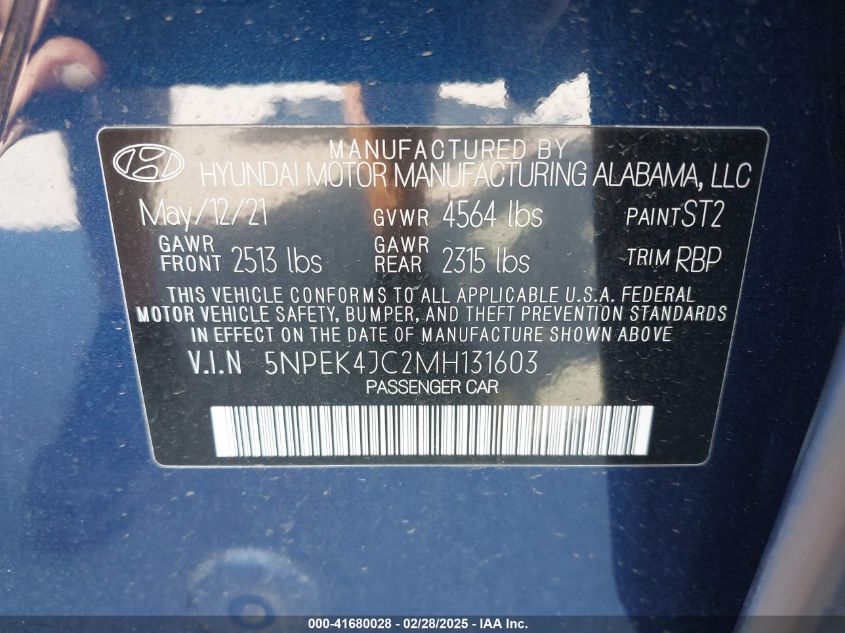 MANUFACTURED BY
HYUNDAI MOTOR MANUFACTURING ALABAMA, LLC
May/12/21 GVWR 4564 lbs PAINT ST2
GAWR FRONT 2513 lbs GAWR REAR 2315 lbs TRIM RBP
THIS VEHICLE CONFORMS TO ALL APPLICABLE U.S.A. FEDERAL
MOTOR VEHICLE SAFETY, BUMPER, AND THEFT PREVENTION STANDARDS
IN EFFECT ON THE DATE OF MANUFACTURE SHOWN ABOVE
V.I.N 5NPEK4JC2MH131603
PASSENGER CAR
000-41680028 - 02/28/2025 - IAA Inc.